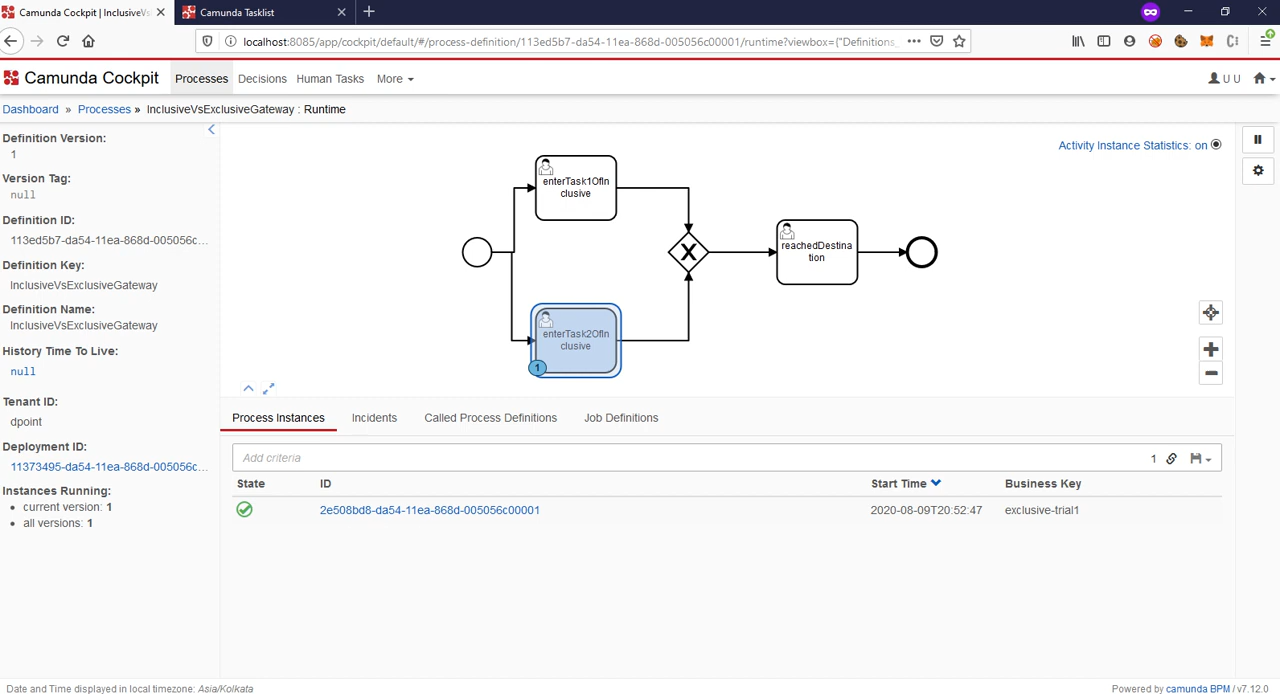 Camunda Cockpit | InclusiveVs
Camunda Tasklist
localhost:8085/app/cockpit/default/#/process-definition/113ed5b7-da54-11ea-868d-005056c00001/runtime?viewbox={"Definitions_
Camunda Cockpit
Processes
Decisions
Human Tasks
More
U U
Dashboard » Processes » InclusiveVsExclusiveGateway : Runtime
Definition Version:
1
Version Tag:
null
Definition ID:
113ed5b7-da54-11ea-868d-005056c...
Definition Key:
InclusiveVsExclusiveGateway
Definition Name:
InclusiveVsExclusiveGateway
History Time To Live:
null
Tenant ID:
dpoint
Deployment ID:
11373495-da54-11ea-868d-005056c...
Instances Running:
current version: 1
all versions: 1
Activity Instance Statistics: on
enterTask1OfIn
clusive
reachedDestina
tion
enterTask2OfIn
clusive
1
Process Instances
Incidents
Called Process Definitions
Job Definitions
Add criteria
1
State
ID
Start Time
Business Key
2e508bd8-da54-11ea-868d-005056c00001
2020-08-09T20:52:47
exclusive-trial1
Date and Time displayed in local timezone: Asia/Kolkata
Powered by camunda BPM / v7.12.0